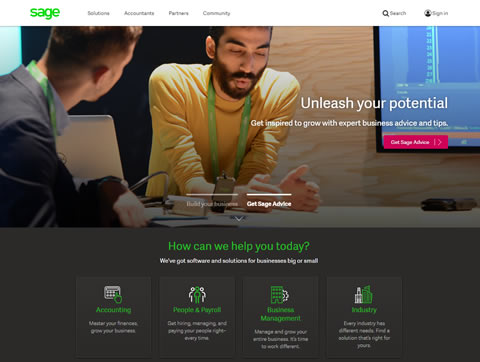 sage
Solutions Accountants Partners Community Search Sign in
Unleash your potential
Get inspired to grow with expert business advice and tips.
Get Sage Advice
Build your business Get Sage Advice
How can we help you today?
We've got software and solutions for businesses big or small
Accounting
Master your finances,
grow your business.
People & Payroll
Get hiring, managing, and
paying your people right–
every time.
Business
Management
Manage and grow your
entire business. It's time
to work different.
Industry
Every industry has
different needs. Find a
solution that's right for
yours.